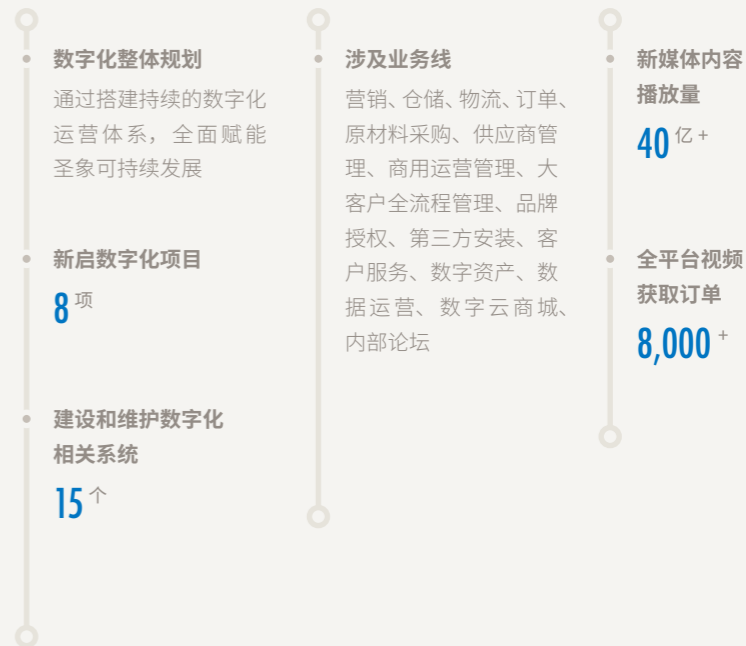 数字化整体规划
通过搭建持续的数字化
运营体系，全面赋能
圣象可持续发展
新启数字化项目
8 项
建设和维护数字化
相关系统
15 个
涉及业务线
营销、仓储、物流、订单、
原材料采购、供应商管
理、商用运营管理、大
客户全流程管理、品牌
授权、第三方安装、客
户服务、数字资产、数
据运营、数字云商城、
内部论坛
新媒体内容
播放量
40 亿 +
全平台视频
获取订单
8,000 +